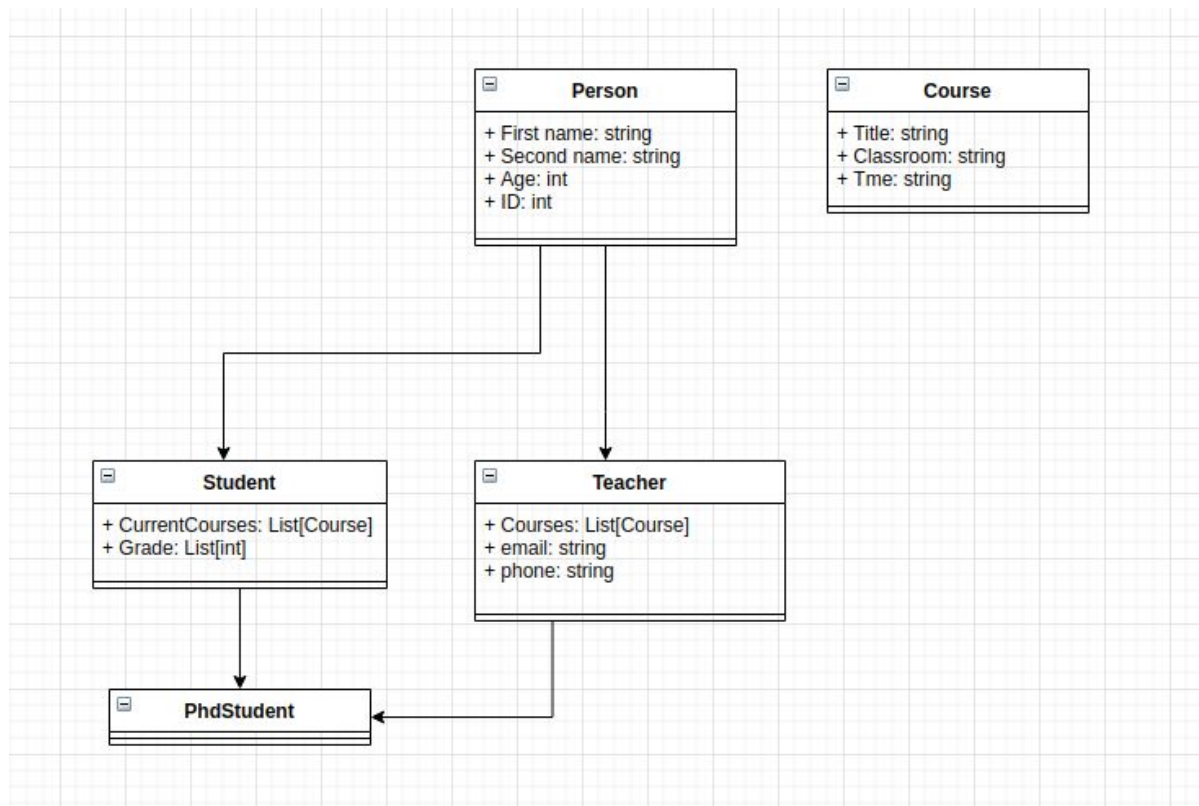 Person
+ First name: string
+ Second name: string
+ Age: int
+ ID: int
Course
+ Title: string
+ Classroom: string
+ Tme: string
Student
+ CurrentCourses: List[Course]
+ Grade: List[int]
Teacher
+ Courses: List[Course]
+ email: string
+ phone: string
PhdStudent